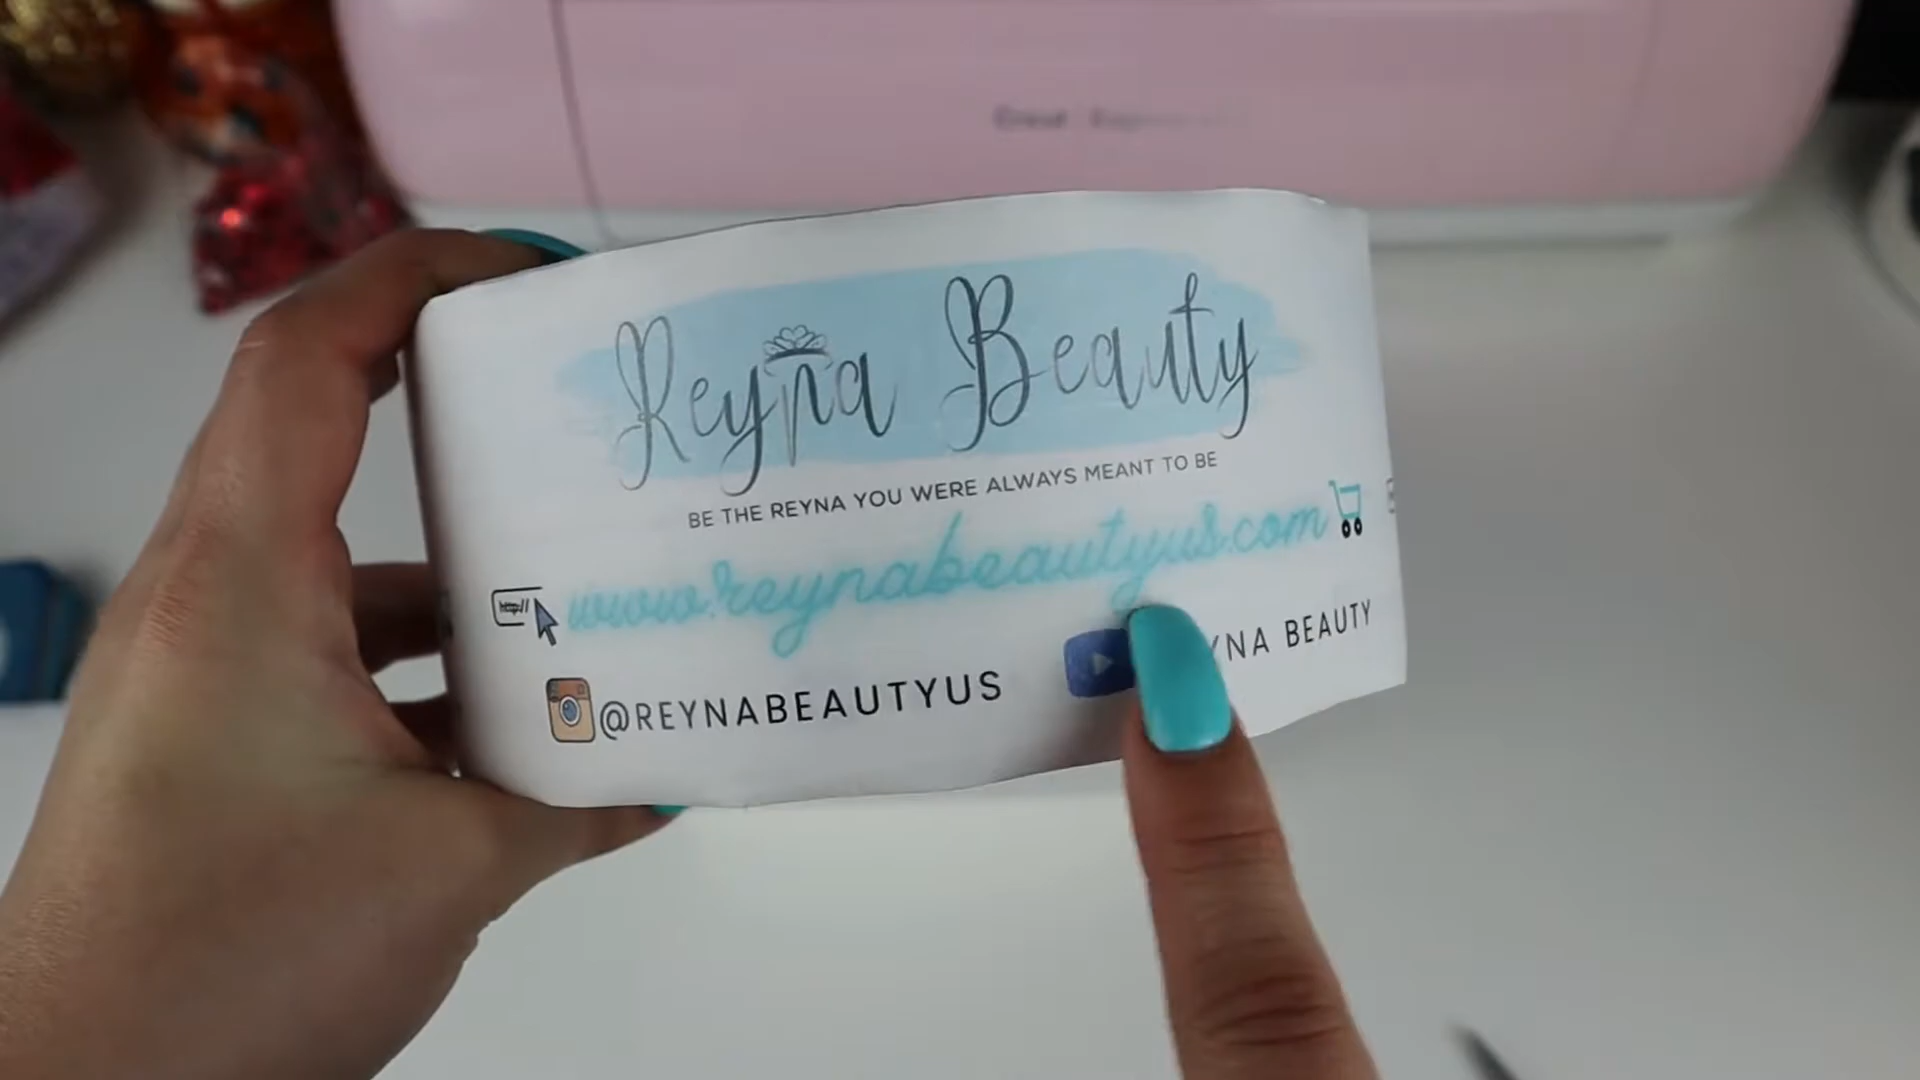 Reyna Beauty
BE THE REYNA YOU WERE ALWAYS MEANT TO BE
http:// www.reynabeautyus.com
@REYNABEAUTYUS
YNA BEAUTY